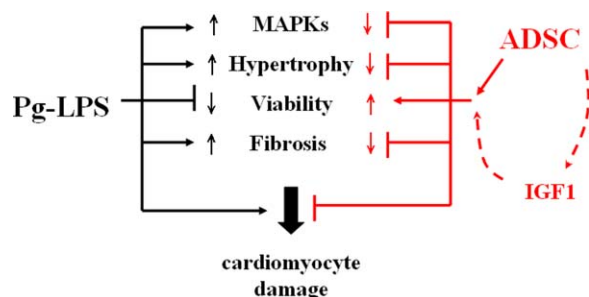 MAPKs
ADSC
Hypertrophy
Pg-LPS
Viability
Fibrosis
IGF1
cardiomyocyte
damage